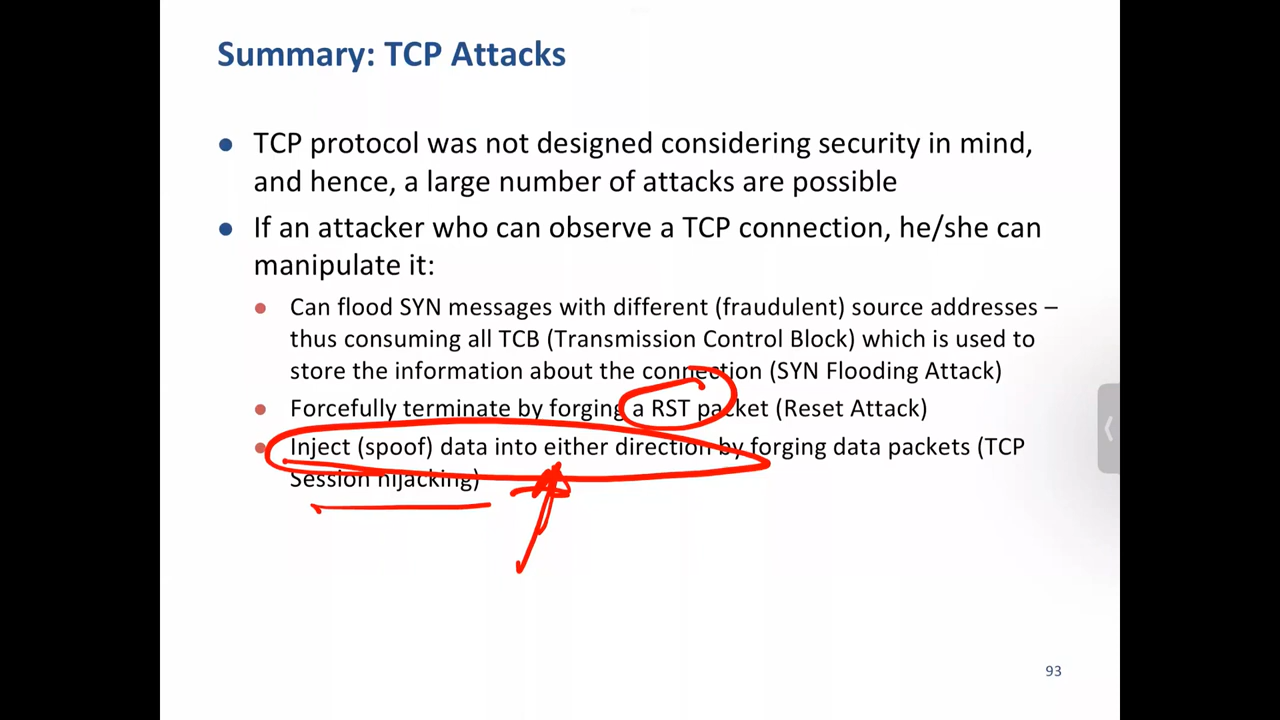 Summary: TCP Attacks
● TCP protocol was not designed considering security in mind,
and hence, a large number of attacks are possible
● If an attacker who can observe a TCP connection, he/she can
manipulate it:
● Can flood SYN messages with different (fraudulent) source addresses –
thus consuming all TCB (Transmission Control Block) which is used to
store the information about the connection (SYN Flooding Attack)
● Forcefully terminate by forging a RST packet (Reset Attack)
● Inject (spoof) data into either direction by forging data packets (TCP
Session hijacking)
93